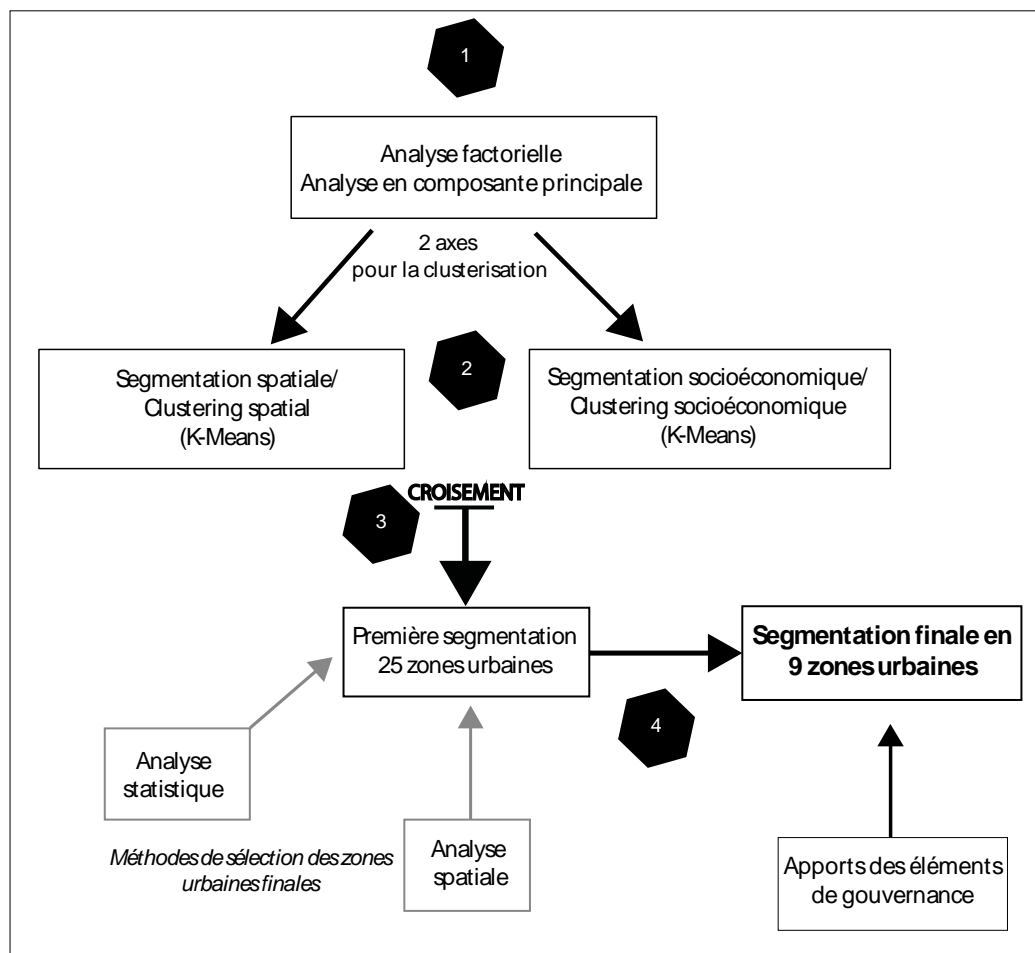 1
Analyse factorielle
Analyse en composante principale
2 axes
pour la clusterisation
Segmentation spatiale/
Clustering spatial
(K-Means)
2
Segmentation socioéconomique/
Clustering socioéconomique
(K-Means)
CROISEMENT
3
Première segmentation
25 zones urbaines
Segmentation finale en
9 zones urbaines
4
Analyse
statistique
Méthodes de sélection des zones
urbaines finales
Analyse
spatiale
Apports des éléments
de gouvernance